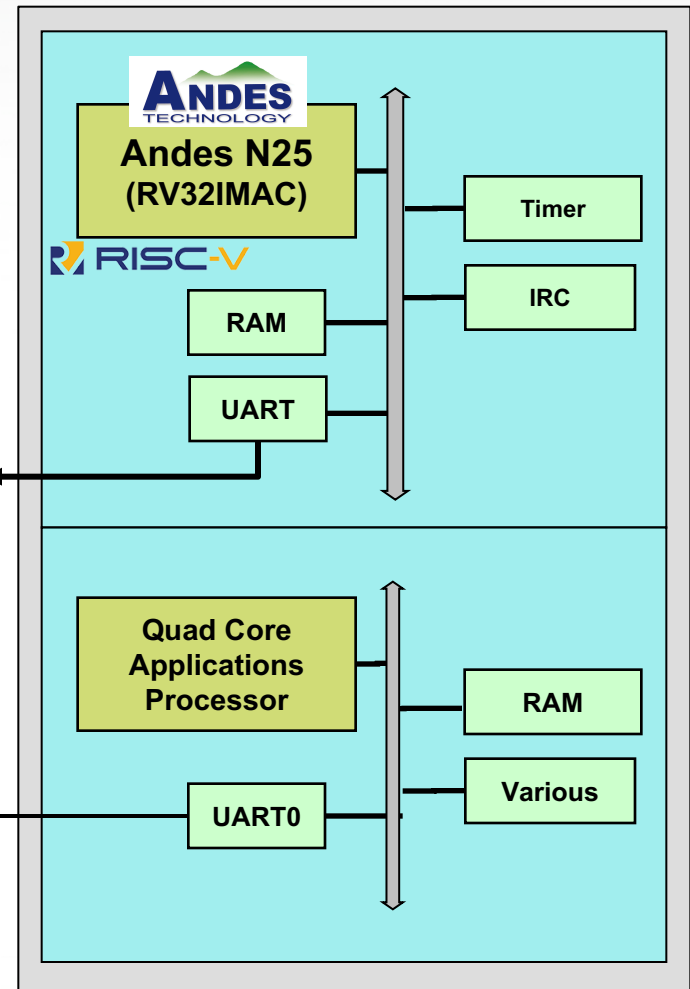 ANDES
TECHNOLOGY
Andes N25
(RV32IMAC)
RISC-V
Timer
IRC
RAM
UART
Quad Core
Applications
Processor
RAM
Various
UART0